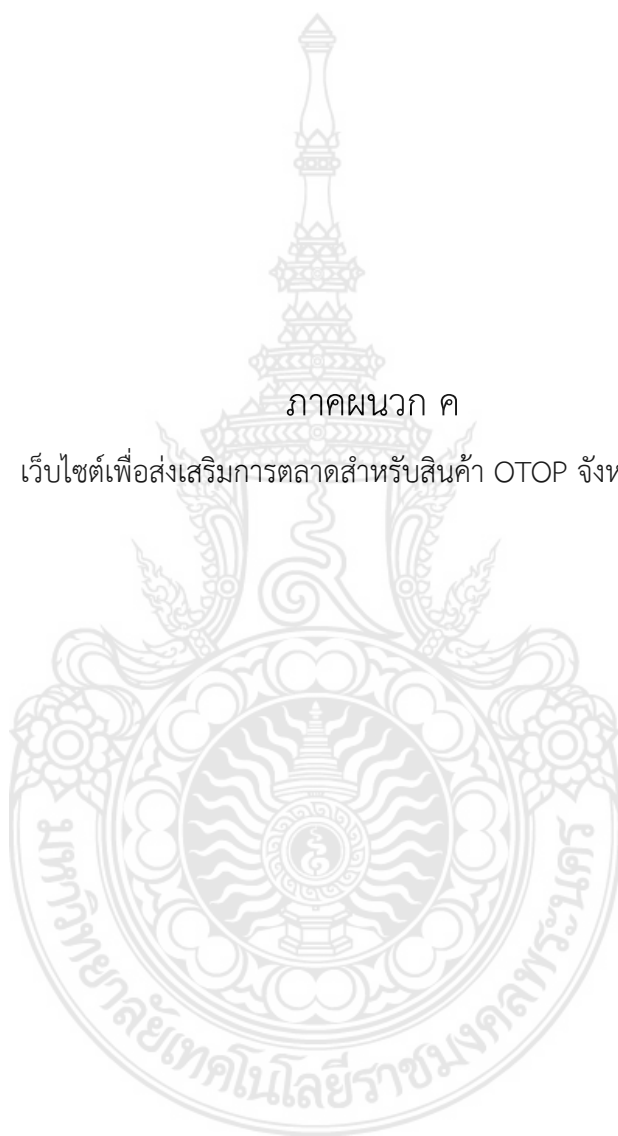 ภาคผนวก ค
เว็บไซต์เพื่อส่งเสริมการตลาดสำหรับสินค้า OTOP
มหาวิทยาลัยเทคโนโลยีราชมงคลพระนคร